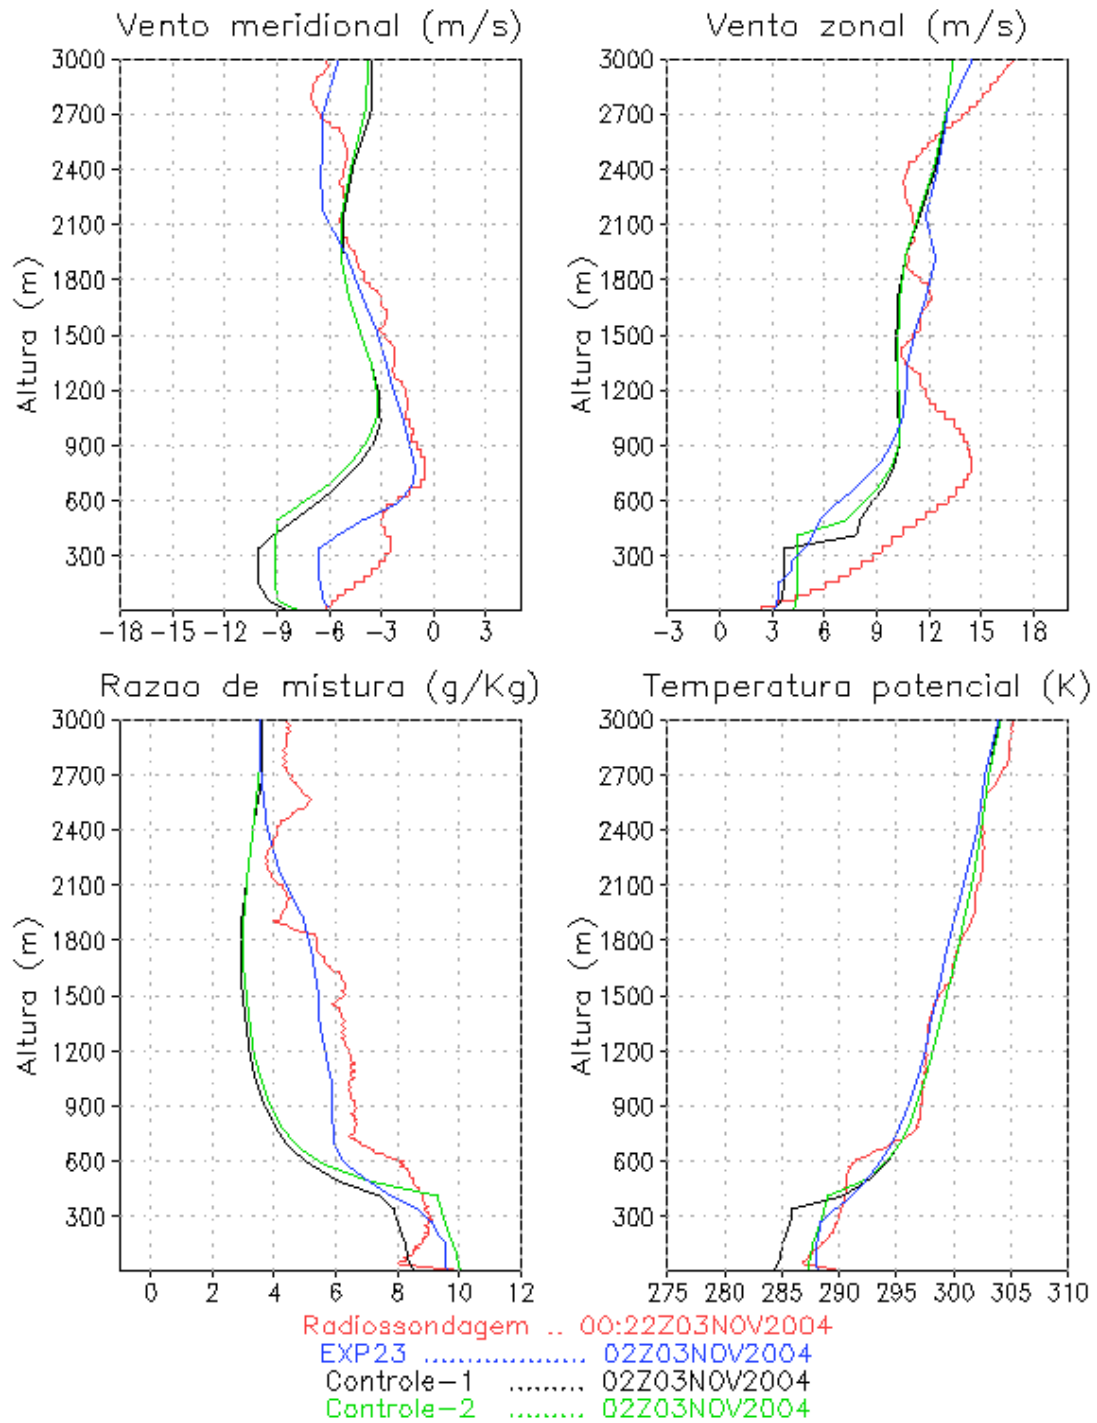 Vento meridional (m/s)
Vento zonal (m/s)
3000
2700
2400
2100
1800
1500
1200
900
600
300
Altura (m)
-18 -15 -12 -9 -6 -3 0 3
3000
2700
2400
2100
1800
1500
1200
900
600
300
Altura (m)
-3 0 3 6 9 12 15 18
Razao de mistura (g/Kg)
Temperatura potencial (K)
3000
2700
2400
2100
1800
1500
1200
900
600
300
Altura (m)
0 2 4 6 8 10 12
3000
2700
2400
2100
1800
1500
1200
900
600
300
Altura (m)
275 280 285 290 295 300 305 310
Radiossondagem .. 00:22Z03NOV2004
EXP23 ................ 02Z03NOV2004
Controle-1 ......... 02Z03NOV2004
Controle-2 ......... 02Z03NOV2004